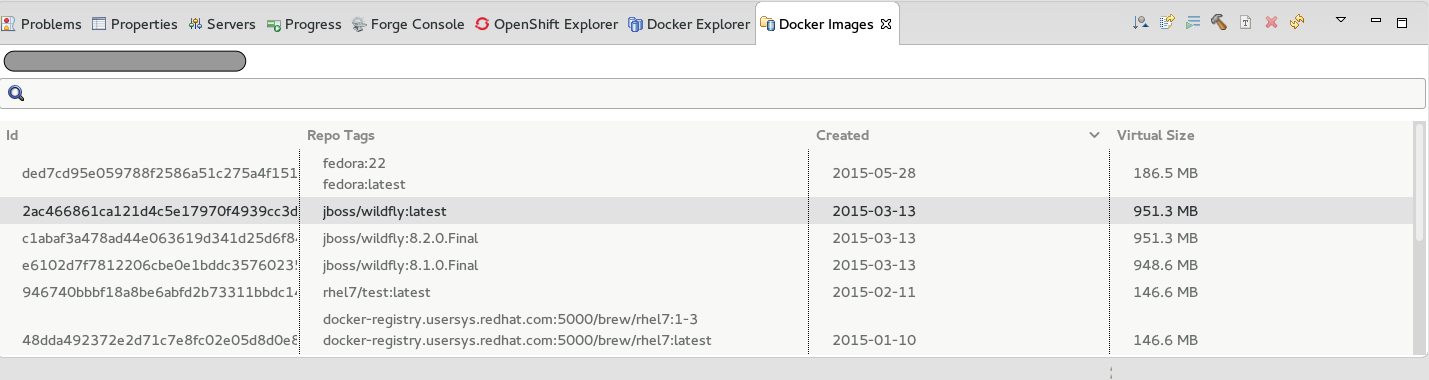 Problems Properties Servers Progress Forge Console OpenShift Explorer Docker Explorer Docker Images
Id Repo Tags Created Virtual Size
fedora:22
ded7cd95e059788f2586a51c275a4f151 2015-05-28 186.5 MB
fedora:latest
2ac466861ca121d4c5e17970f4939cc3d jboss/wildfly:latest 2015-03-13 951.3 MB
c1abaf3a478ad44e063619d341d25d6f84 jboss/wildfly:8.2.0.Final 2015-03-13 951.3 MB
e6102d7f7812206cbe0e1bddc35760235 jboss/wildfly:8.1.0.Final 2015-03-13 948.6 MB
946740bbbf18a8be6abfd2b73311bbdc14 rhel7/test:latest 2015-02-11 146.6 MB
docker-registry.usersys.redhat.com:5000/brew/rhel7:1-3
48dda492372e2d71c7e8fc02e05d8d0e8 docker-registry.usersys.redhat.com:5000/brew/rhel7:latest 2015-01-10 146.6 MB